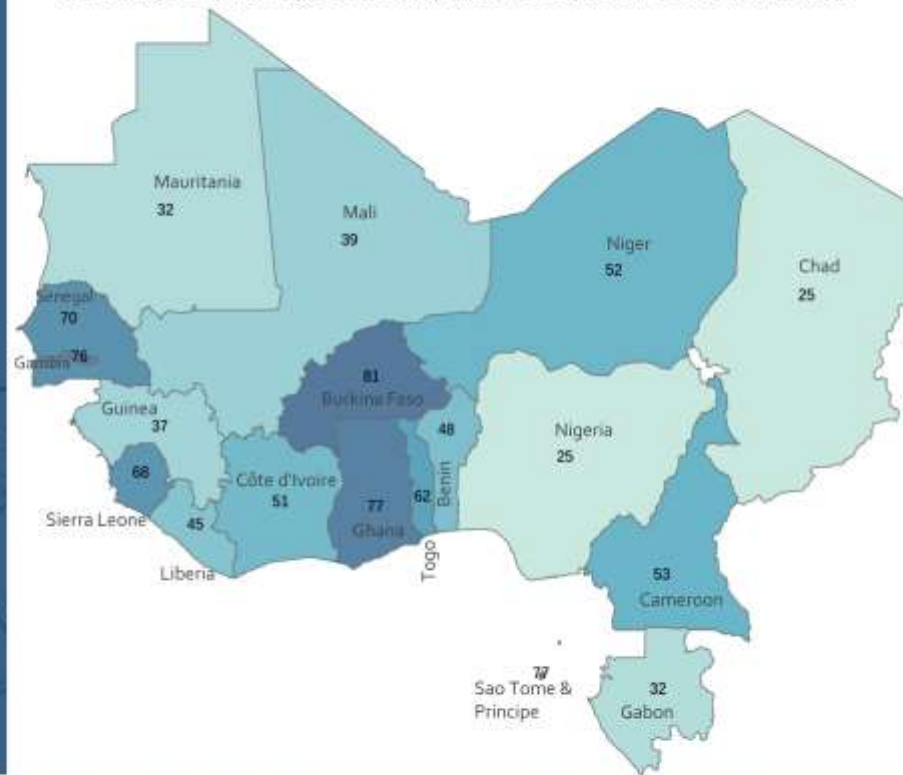 Mauritania
32
Mali
39
Niger
52
Chad
25
Senegal
70
Gambia
76
81
Burkina Faso
Guinea
37
48
Benin
Nigeria
25
68
Sierra Leone
Côte d'Ivoire
51
77
Ghana
62
Togo
45
Liberia
53
Cameroon
77
Sao Tome &
Principe
32
Gabon